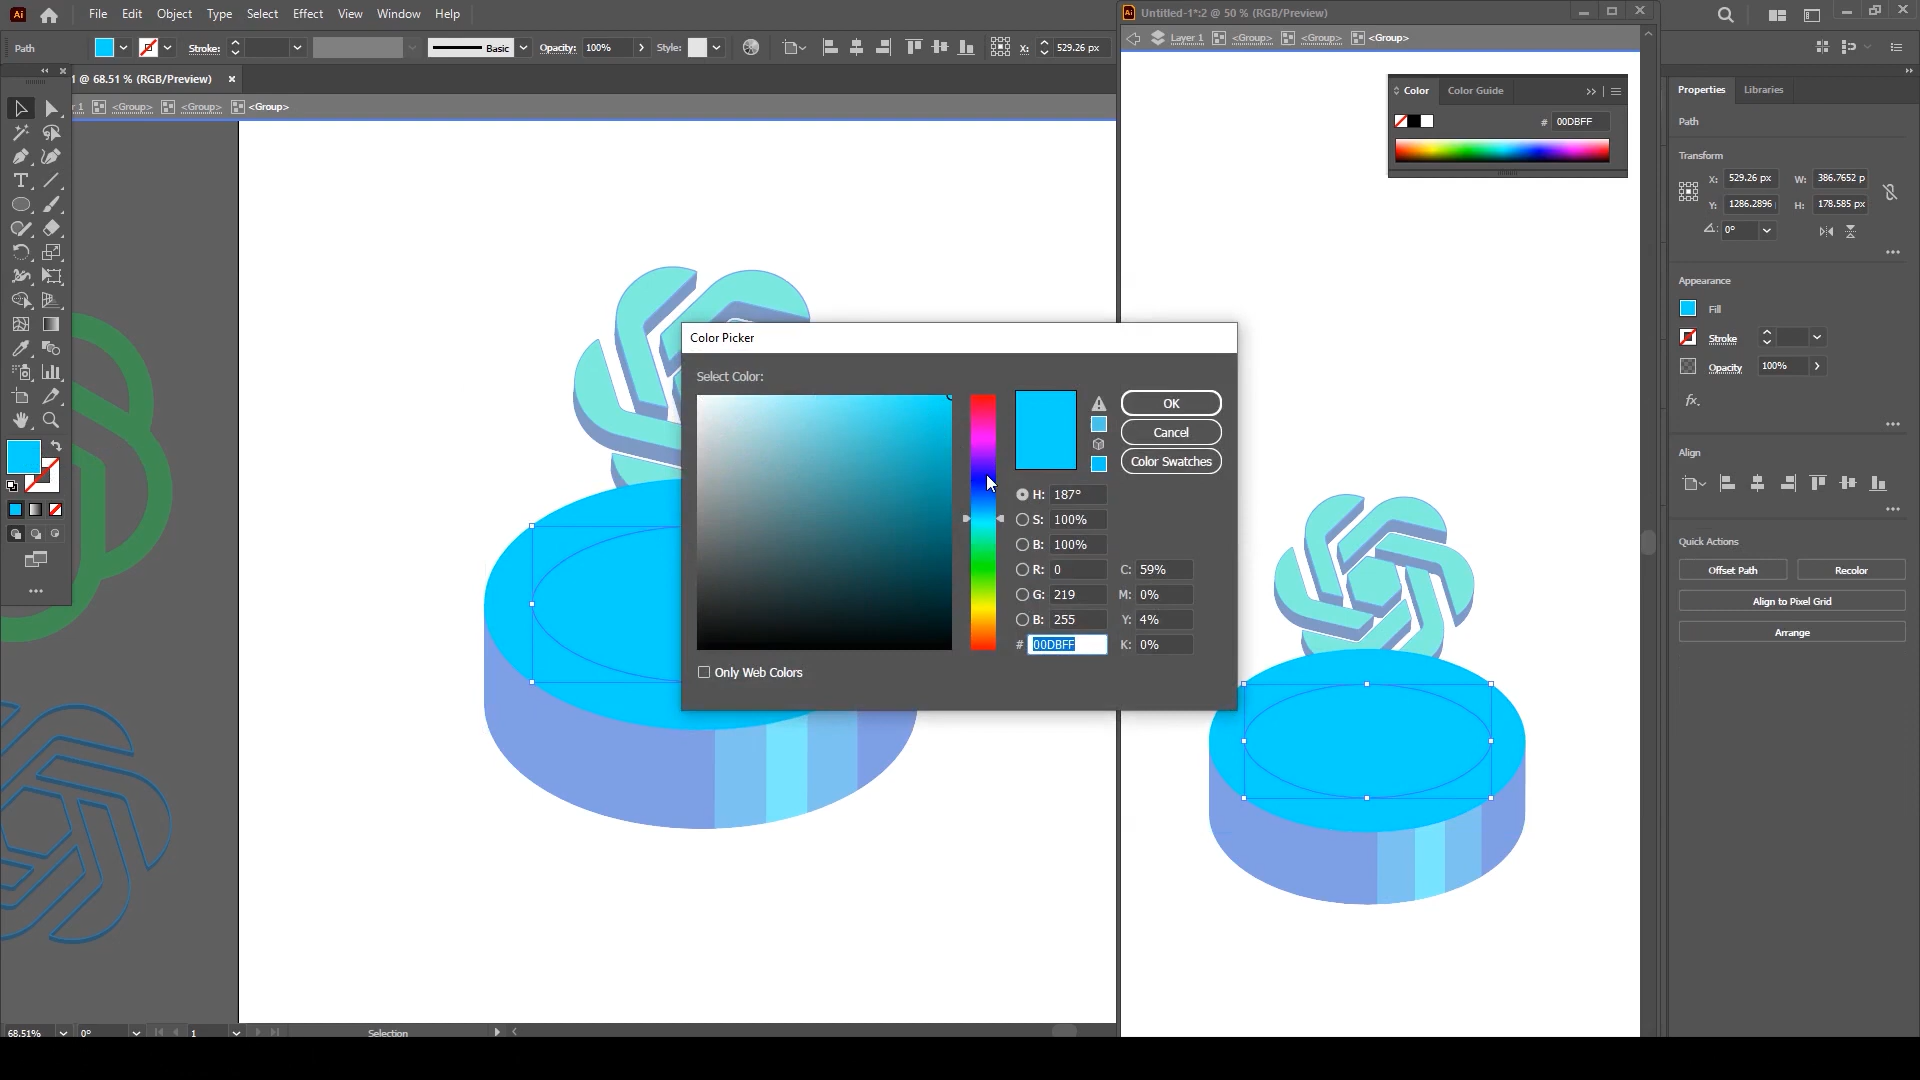 Ai File Edit Object Type Select Effect View Window Help
Ai Untitled-1*:2 @ 50 % (RGB/Preview)
Path Stroke: Basic Opacity: 100% Style: X: 529.26 px
Layer 1 <Group> <Group> <Group>
1 @ 68.51 % (RGB/Preview) ×
1 <Group> <Group> <Group>
Color Color Guide
# 00DBFF
Properties Libraries
Path
Transform
X: 529.26 px W: 386.7652 p
Y: 1286.2896 H: 178.585 px
0°
Appearance
Fill
Stroke
Opacity 100%
fx.
Align
Quick Actions
Offset Path Recolor
Align to Pixel Grid
Arrange
Color Picker
Select Color:
OK
Cancel
Color Swatches
H: 187°
S: 100%
B: 100%
R: 0 C: 59%
G: 219 M: 0%
B: 255 Y: 4%
# 00DBFF K: 0%
Only Web Colors
68.51% 0° 1 Selection